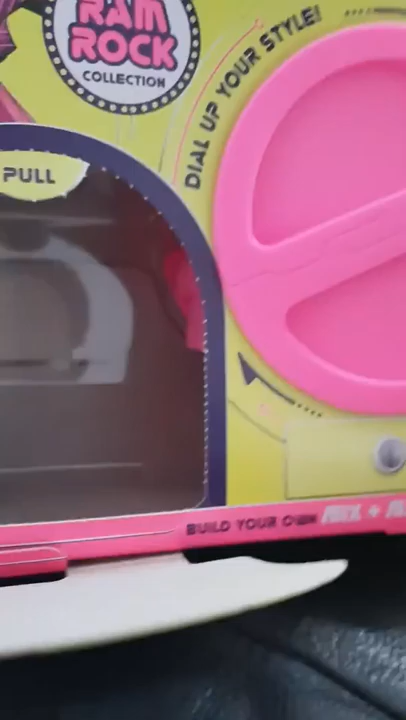 RAM
ROCK
COLLECTION
DIAL UP YOUR STYLE!
PULL
BUILD YOUR OWN MIX +